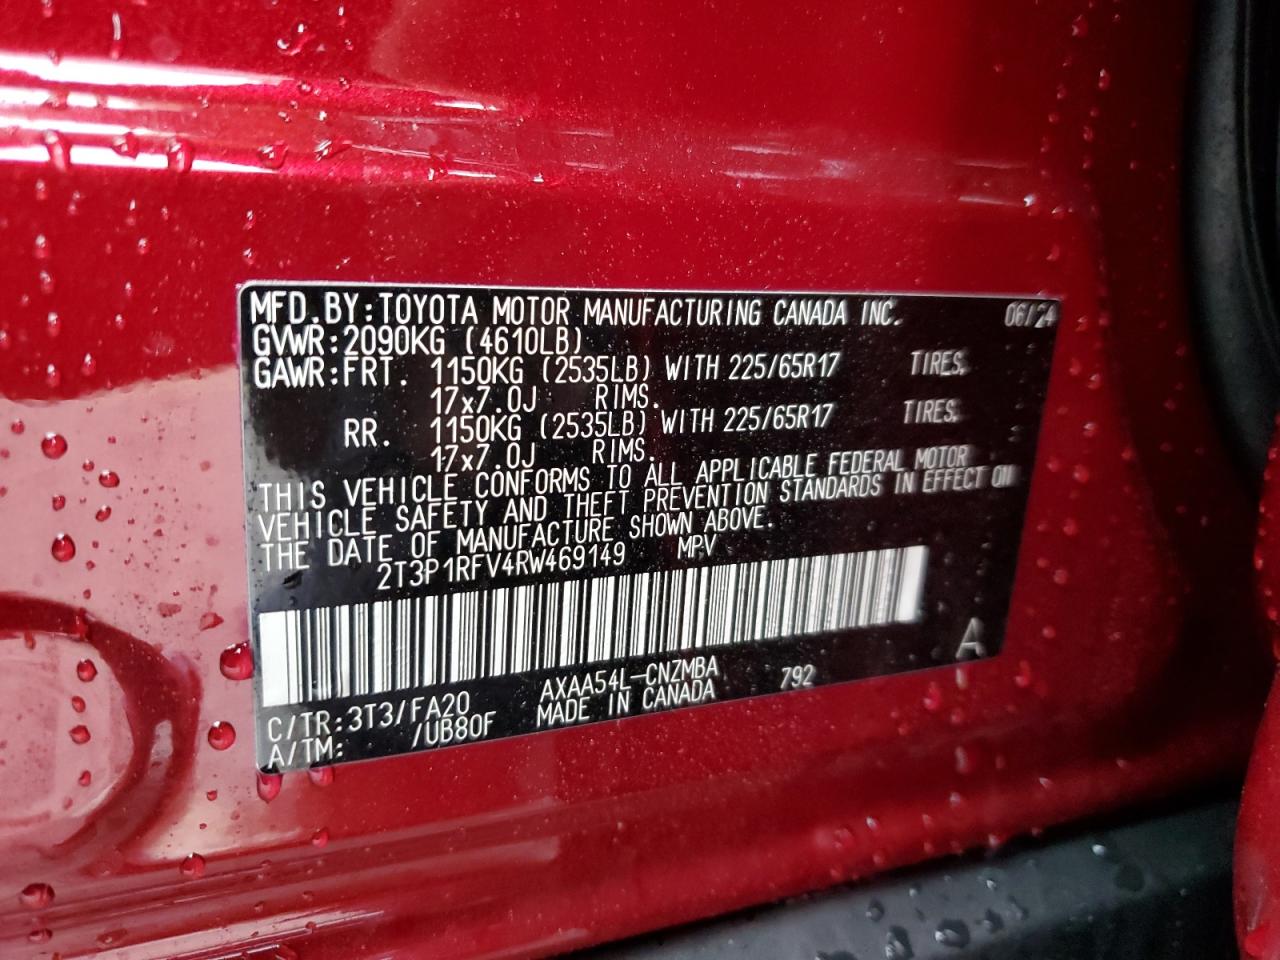 MFD.BY:TOYOTA MOTOR MANUFACTURING CANADA INC. 06/24
GVWR:2090KG (4610LB)
GAWR:FRT. 1150KG (2535LB) WITH 225/65R17 TIRES,
17x7.0J RIMS.
RR. 1150KG (2535LB) WITH 225/65R17 TIRES,
17x7.0J RIMS.
THIS VEHICLE CONFORMS TO ALL APPLICABLE FEDERAL MOTOR
VEHICLE SAFETY AND THEFT PREVENTION STANDARDS IN EFFECT ON
THE DATE OF MANUFACTURE SHOWN ABOVE.
2T3P1RFV4RW469149 MPV
C/TR:3T3/FA20 AXAA54L-CNZMBA 792 A
A/TM: /UB80F MADE IN CANADA